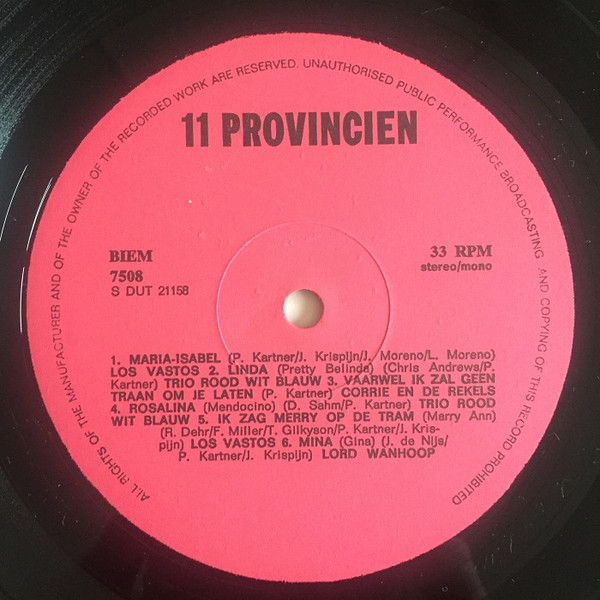 ALL RIGHTS OF THE MANUFACTURER AND OF THE OWNER OF THE RECORDED WORK ARE RESERVED. UNAUTHORISED PUBLIC PERFORMANCE, BROADCASTING AND COPYING OF THIS RECORD PROHIBITED
11 PROVINCIEN
BIEM
7508
S DUT 21158
33 RPM
stereo/mono
1. MARIA-ISABEL (P. Kartner/J. Krispijn/J. Moreno/L. Moreno)
LOS VASTOS 2. LINDA (Pretty Belinda) (Chris Andrews/P.
Kartner) TRIO ROOD WIT BLAUW 3. VAARWEL IK ZAL GEEN
TRAAN OM JE LATEN (P. Kartner) CORRIE EN DE REKELS
4. ROSALINA (Mendocino) (D. Sahm/P. Kartner) TRIO ROOD
WIT BLAUW 5. IK ZAG MERRY OP DE TRAM (Marry Ann)
(R. Dehr/F. Miller/T. Gilkyson/P. Kartner/J. Kris-
pijn) LOS VASTOS 6. MINA (Gina) (J. de Nijs/
P. Kartner/J. Krispijn) LORD WANHOOP